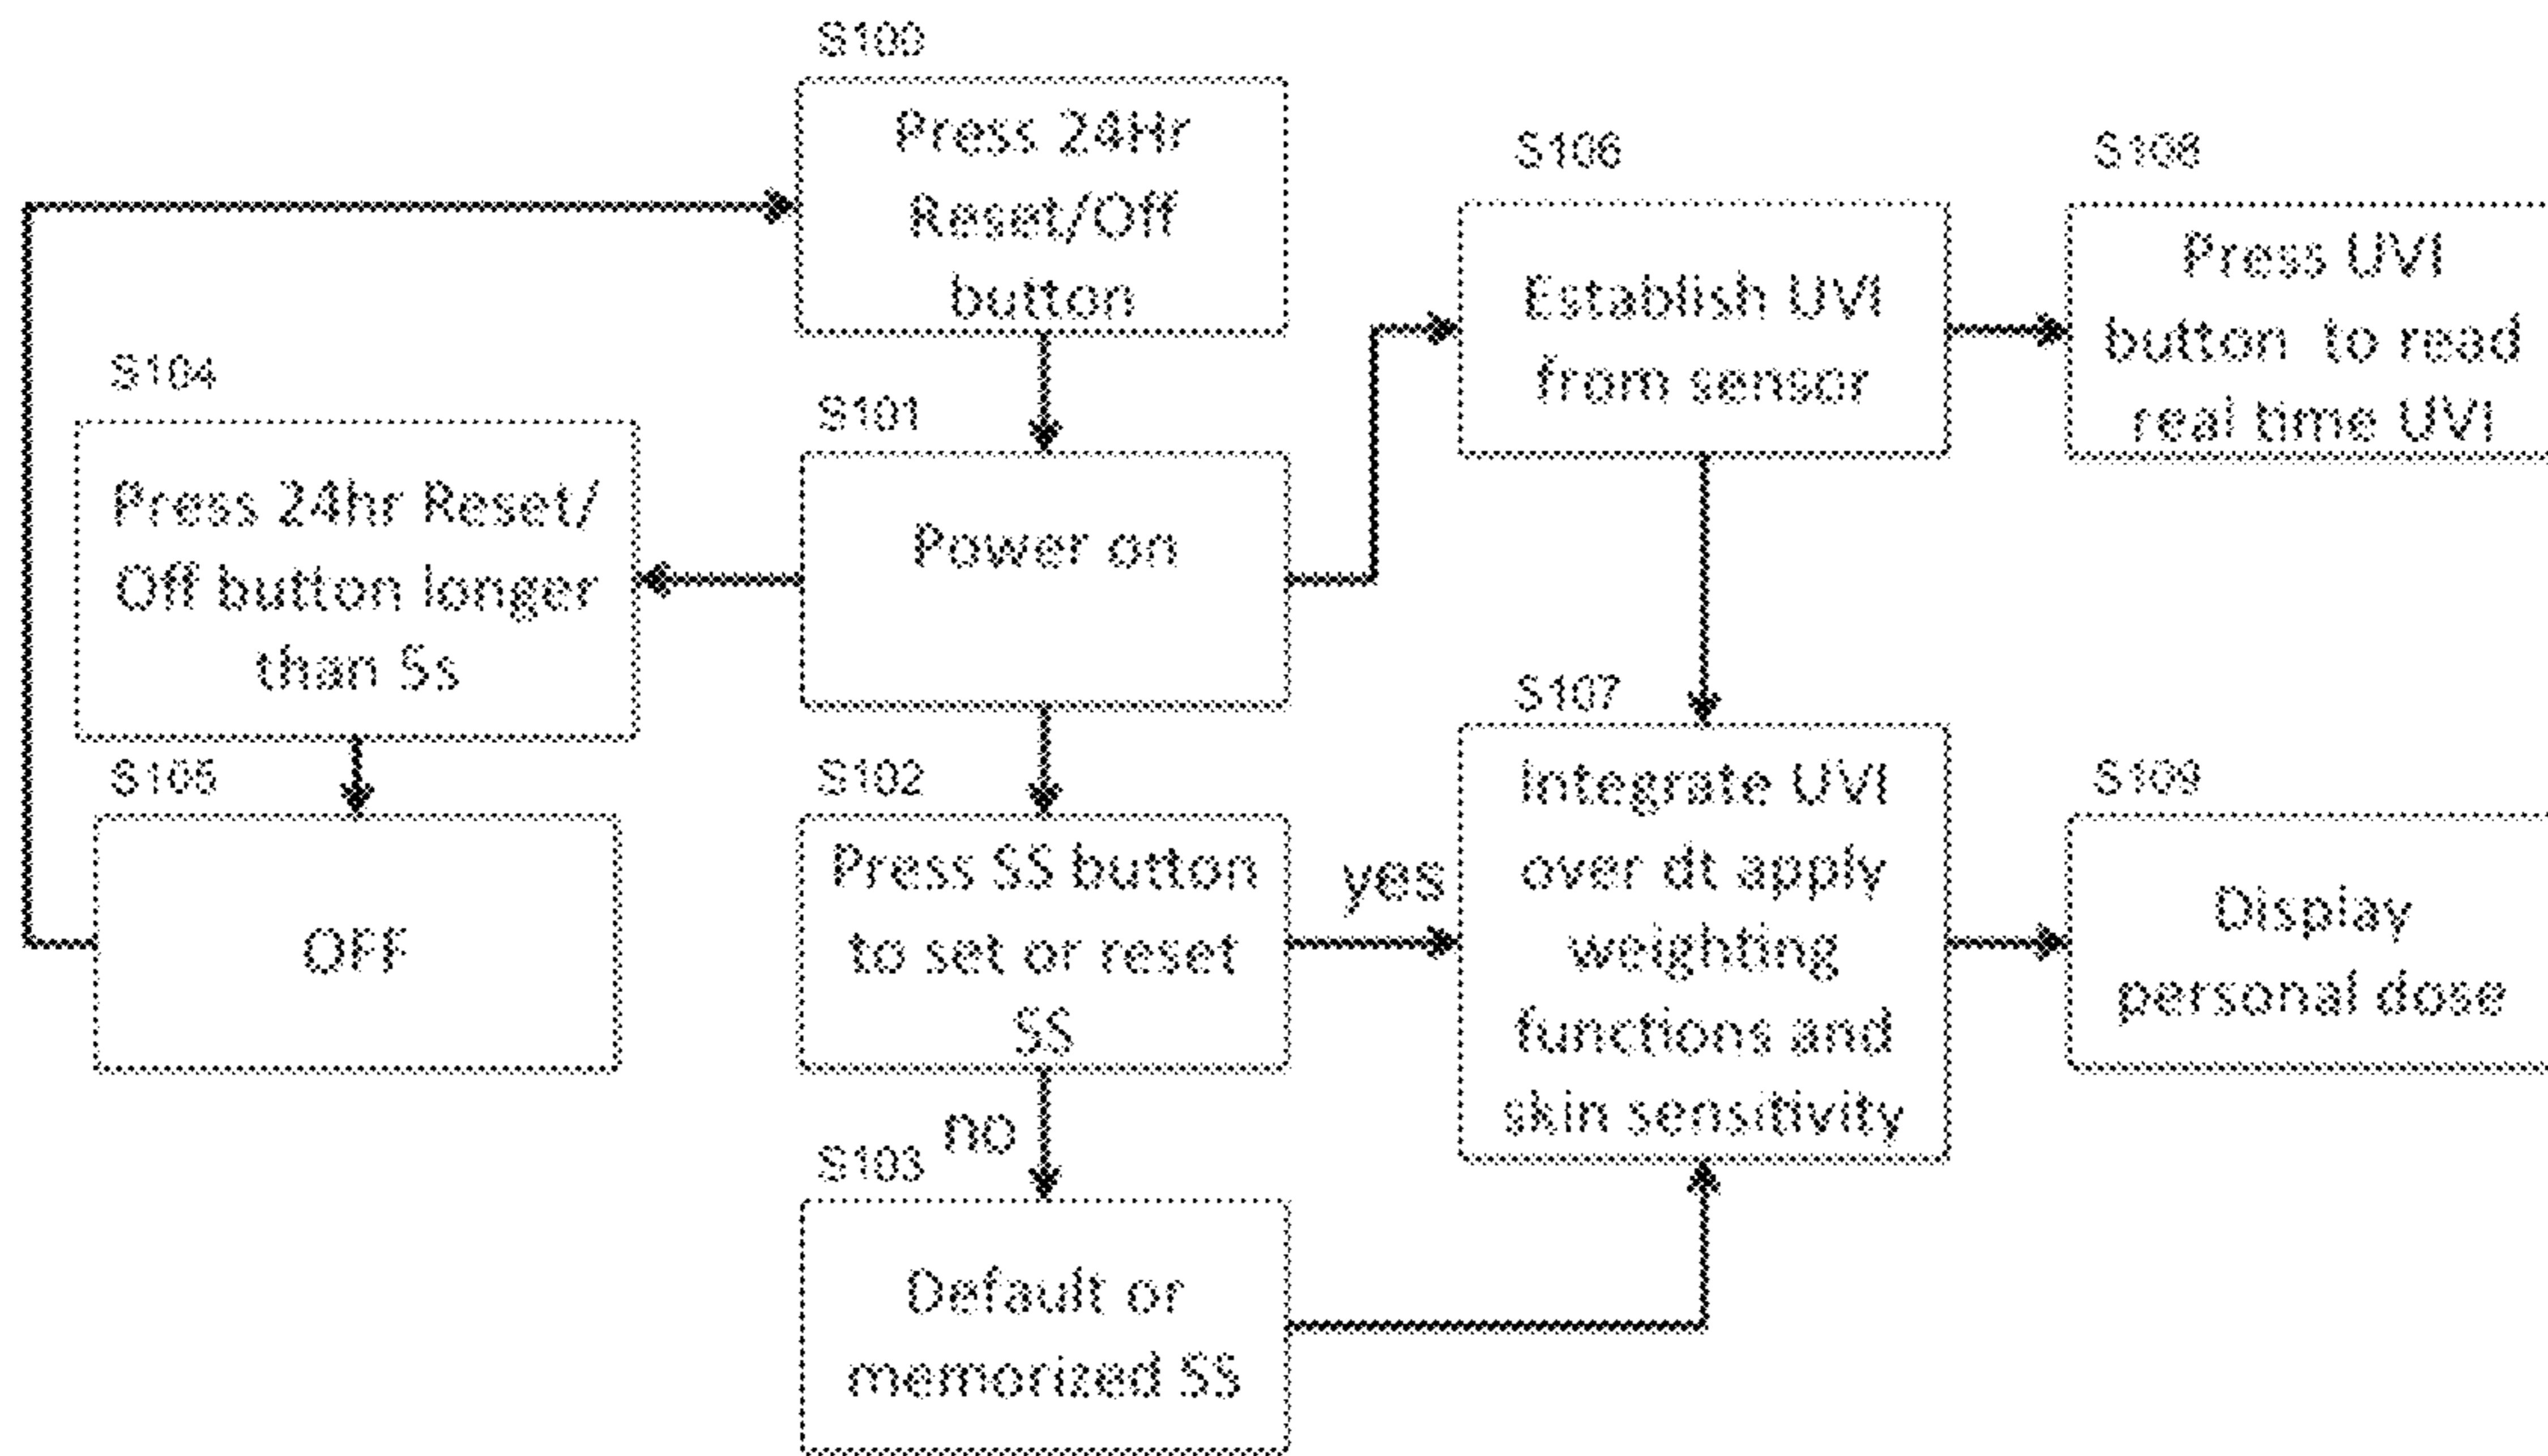 S100
Press 24Hr
Reset/Off
button
S106
Establish UVI
from sensor
S108
Press UVI
button to read
real time UVI
S104
Press 24hr Reset/
Off button longer
than 5s
S101
Power on
S105
OFF
S102
Press SS button
to set or reset
SS
yes
no
S107
Integrate UVI
over dt apply
weighting
functions and
skin sensitivity
S109
Display
personal dose
S103
Default or
memorized SS